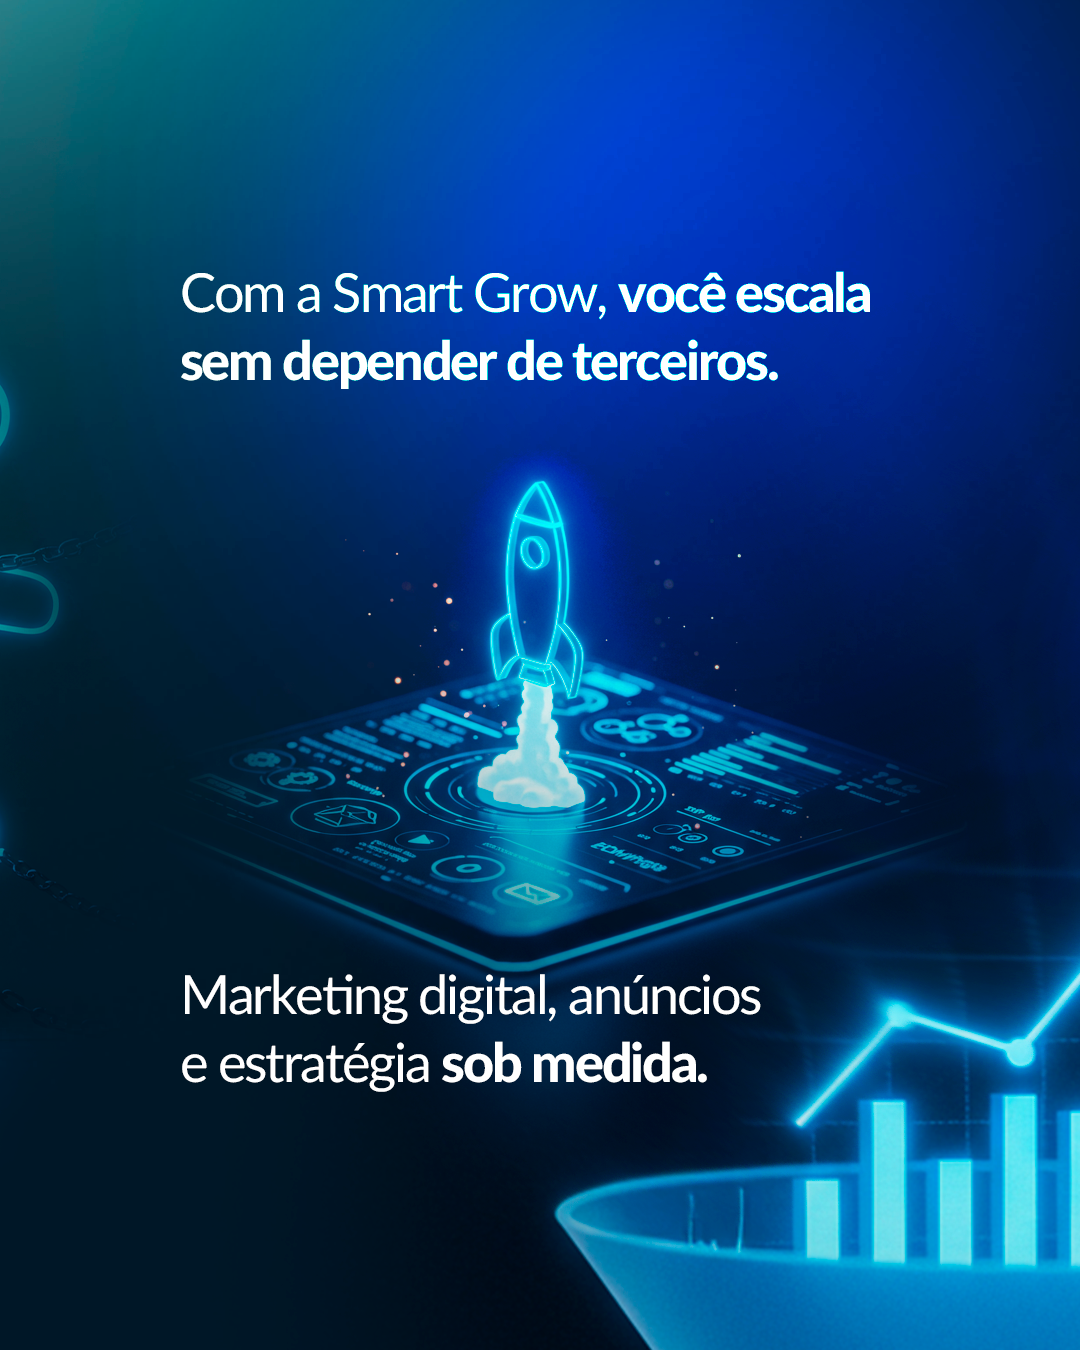 Com a Smart Grow, você escala
sem depender de terceiros.
Marketing digital, anúncios
e estratégia sob medida.